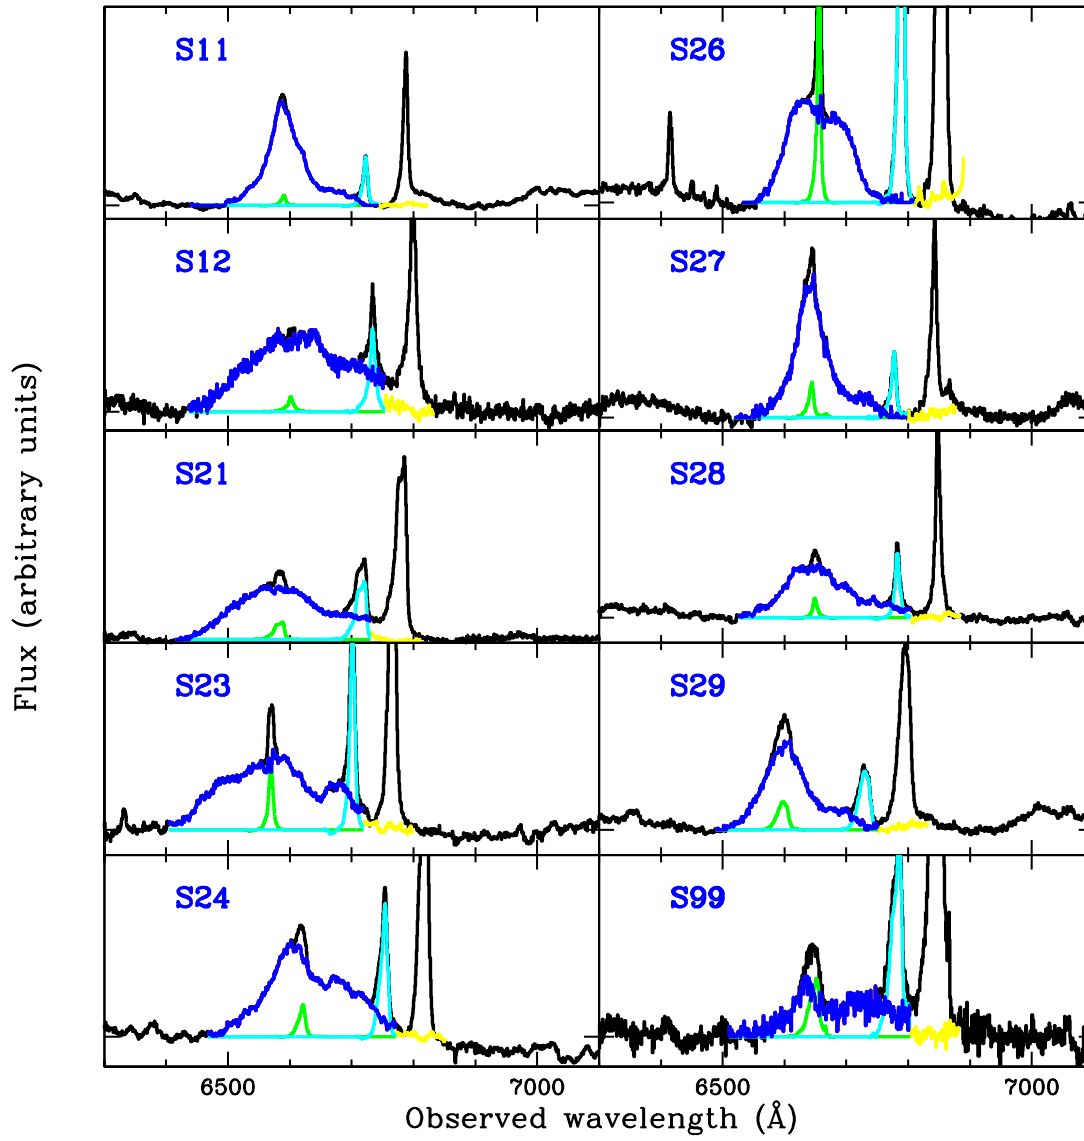 S11
S26
S12
S27
S21
S28
S23
S29
S24
S99
Flux (arbitrary units)
6500 7000 6500 7000
Observed wavelength (Å)